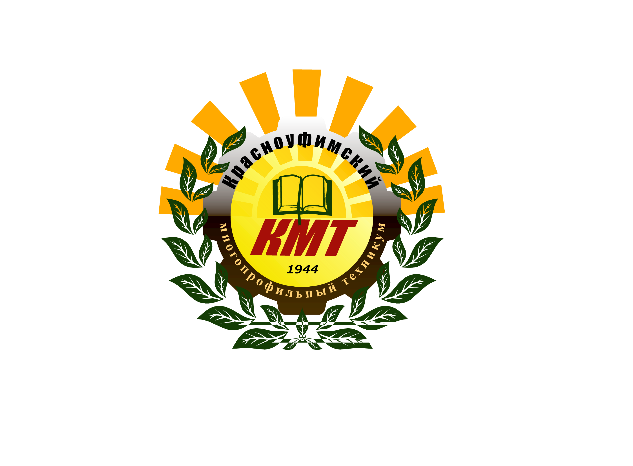 Красноуфимский
КМТ
1944
многопрофильный техникум